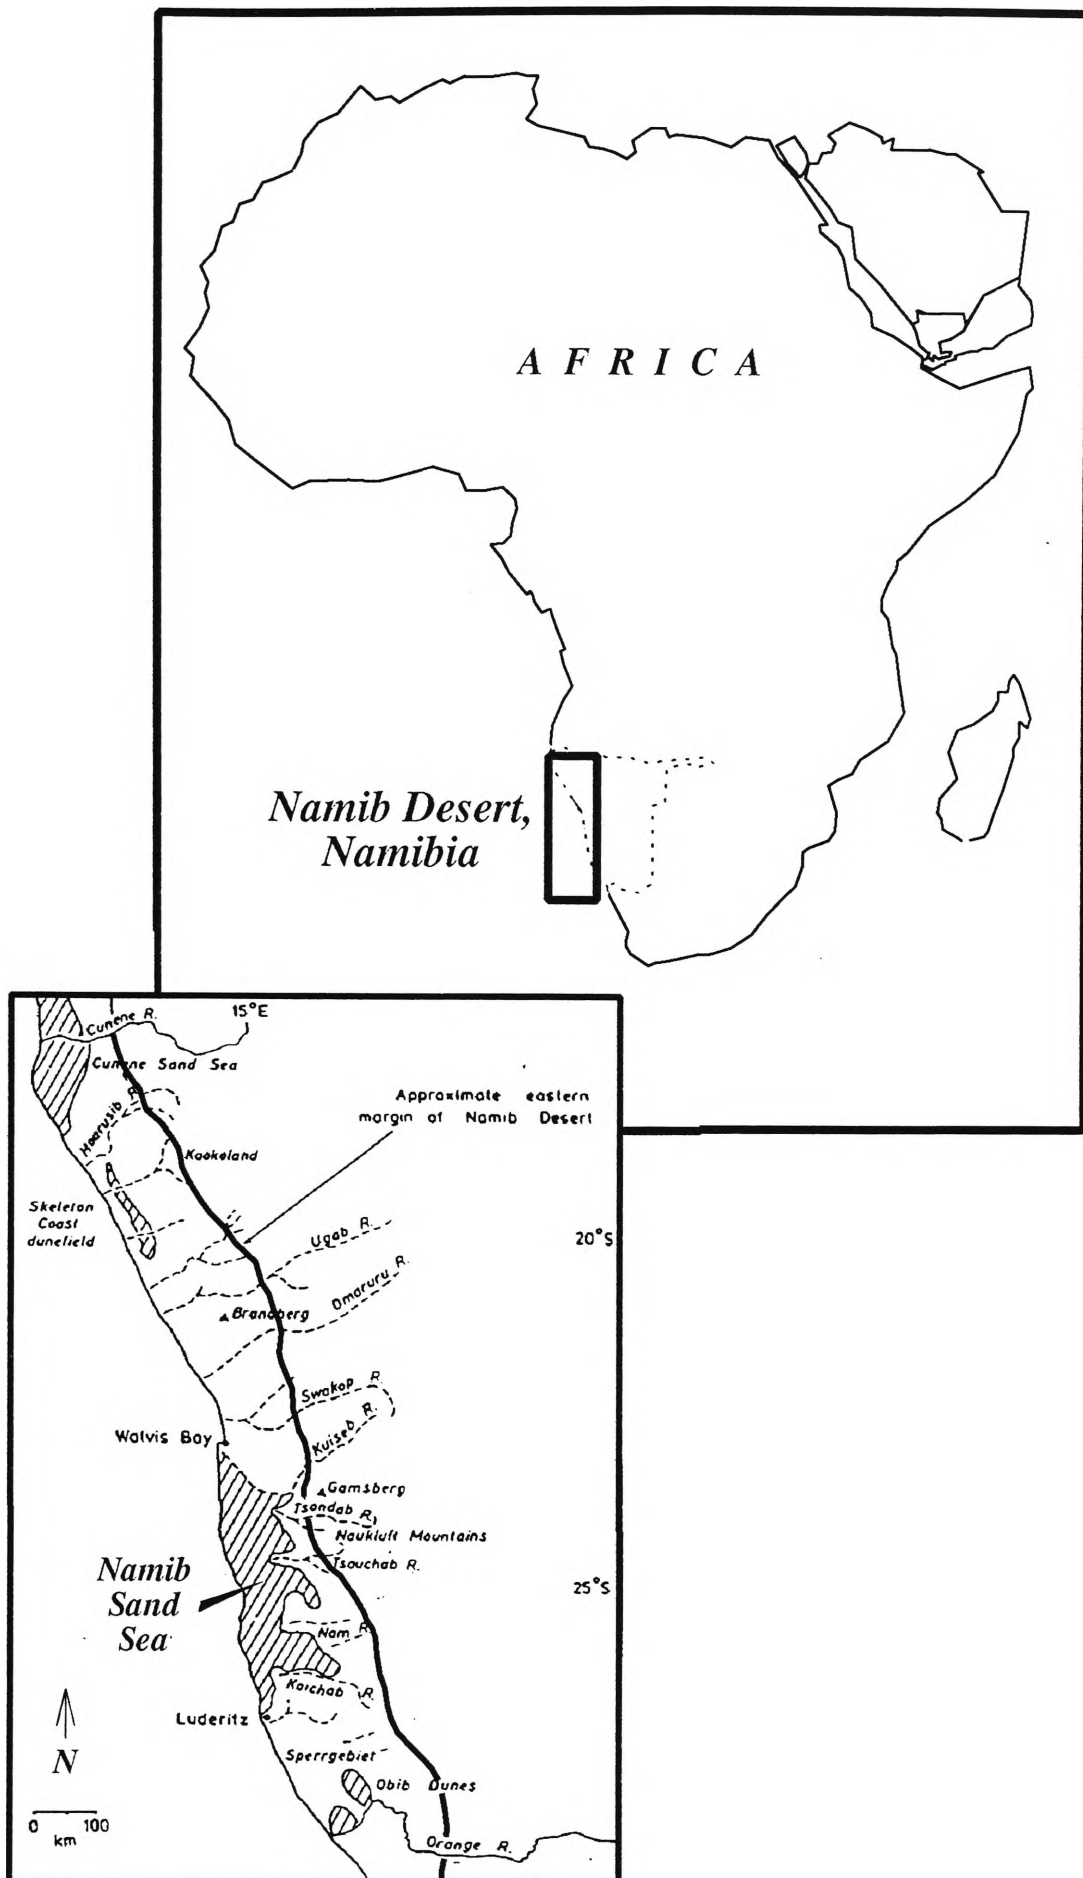 A F R I C A
Namib Desert,
Namibia
15°E
Cunene R.
Cunene Sand Sea
Approximate eastern
margin of Namib Desert
Hoarusib R.
Kaokoland
Skeleton
Coast
dunefield
Ugab R.
20°S
Omaruru R.
Brandberg
Swakop R.
Walvis Bay
Kuiseb R.
Gamsberg
Tsondab R.
Naukluft Mountains
Tsauchab R.
Namib
Sand
Sea
25°S
Nam R.
Koichab R.
Luderitz
N
Sperrgebiet
Obib Dunes
0 100
km
Orange R.